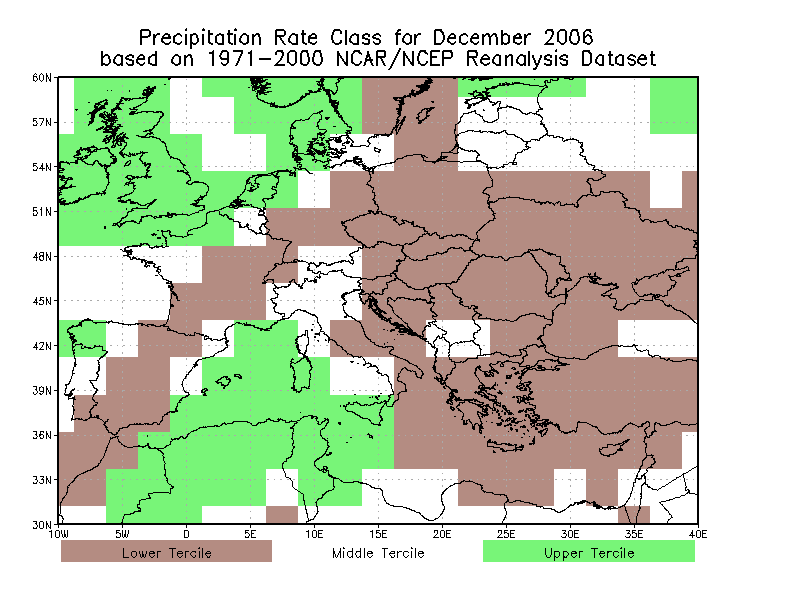 Precipitation Rate Class for December 2006
based on 1971-2000 NCAR/NCEP Reanalysis Dataset
60N
57N
54N
51N
48N
45N
42N
39N
36N
33N
30N
10W 5W 0 5E 10E 15E 20E 25E 30E 35E 40E
Lower Tercile Middle Tercile Upper Tercile